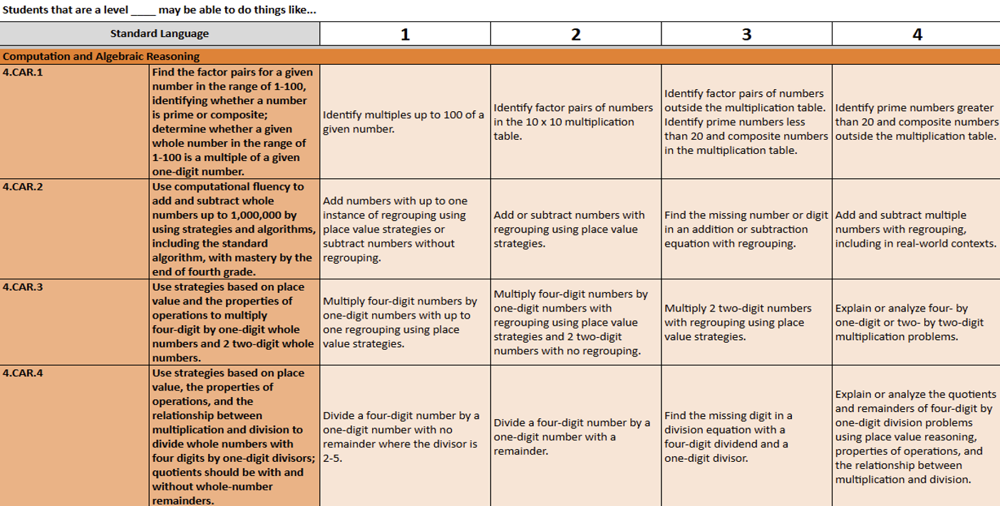 Students that are a level ____ may be able to do things like...
Standard Language
1
2
3
4
Computation and Algebraic Reasoning
4.CAR.1
Find the factor pairs for a given
number in the range of 1-100,
identifying whether a number
is prime or composite;
determine whether a given
whole number in the range of
1-100 is a multiple of a given
one-digit number.
Identify multiples up to 100 of a
given number.
Identify factor pairs of numbers
in the 10 x 10 multiplication
table.
Identify factor pairs of numbers
outside the multiplication table.
Identify prime numbers less
than 20 and composite numbers
in the multiplication table.
Identify prime numbers greater
than 20 and composite numbers
outside the multiplication table.
4.CAR.2
Use computational fluency to
add and subtract whole
numbers up to 1,000,000 by
using strategies and algorithms,
including the standard
algorithm, with mastery by the
end of fourth grade.
Add numbers with up to one
instance of regrouping using
place value strategies or
subtract numbers without
regrouping.
Add or subtract numbers with
regrouping using place value
strategies.
Find the missing number or digit
in an addition or subtraction
equation with regrouping.
Add and subtract multiple
numbers with regrouping,
including in real-world contexts.
4.CAR.3
Use strategies based on place
value and the properties of
operations to multiply
four-digit by one-digit whole
numbers and 2 two-digit whole
numbers.
Multiply four-digit numbers by
one-digit numbers with up to
one regrouping using place
value strategies.
Multiply four-digit numbers by
one-digit numbers with
regrouping using place value
strategies and 2 two-digit
numbers with no regrouping.
Multiply 2 two-digit numbers
with regrouping using place
value strategies.
Explain or analyze four- by
one-digit or two- by two-digit
multiplication problems.
4.CAR.4
Use strategies based on place
value, the properties of
operations, and the
relationship between
multiplication and division to
divide whole numbers with
four digits by one-digit divisors;
quotients should be with and
without whole-number
remainders.
Divide a four-digit number by a
one-digit number with no
remainder where the divisor is
2-5.
Divide a four-digit number by a
one-digit number with a
remainder.
Find the missing digit in a
division equation with a
four-digit dividend and a
one-digit divisor.
Explain or analyze the quotients
and remainders of four-digit by
one-digit division problems
using place value reasoning,
properties of operations, and
the relationship between
multiplication and division.